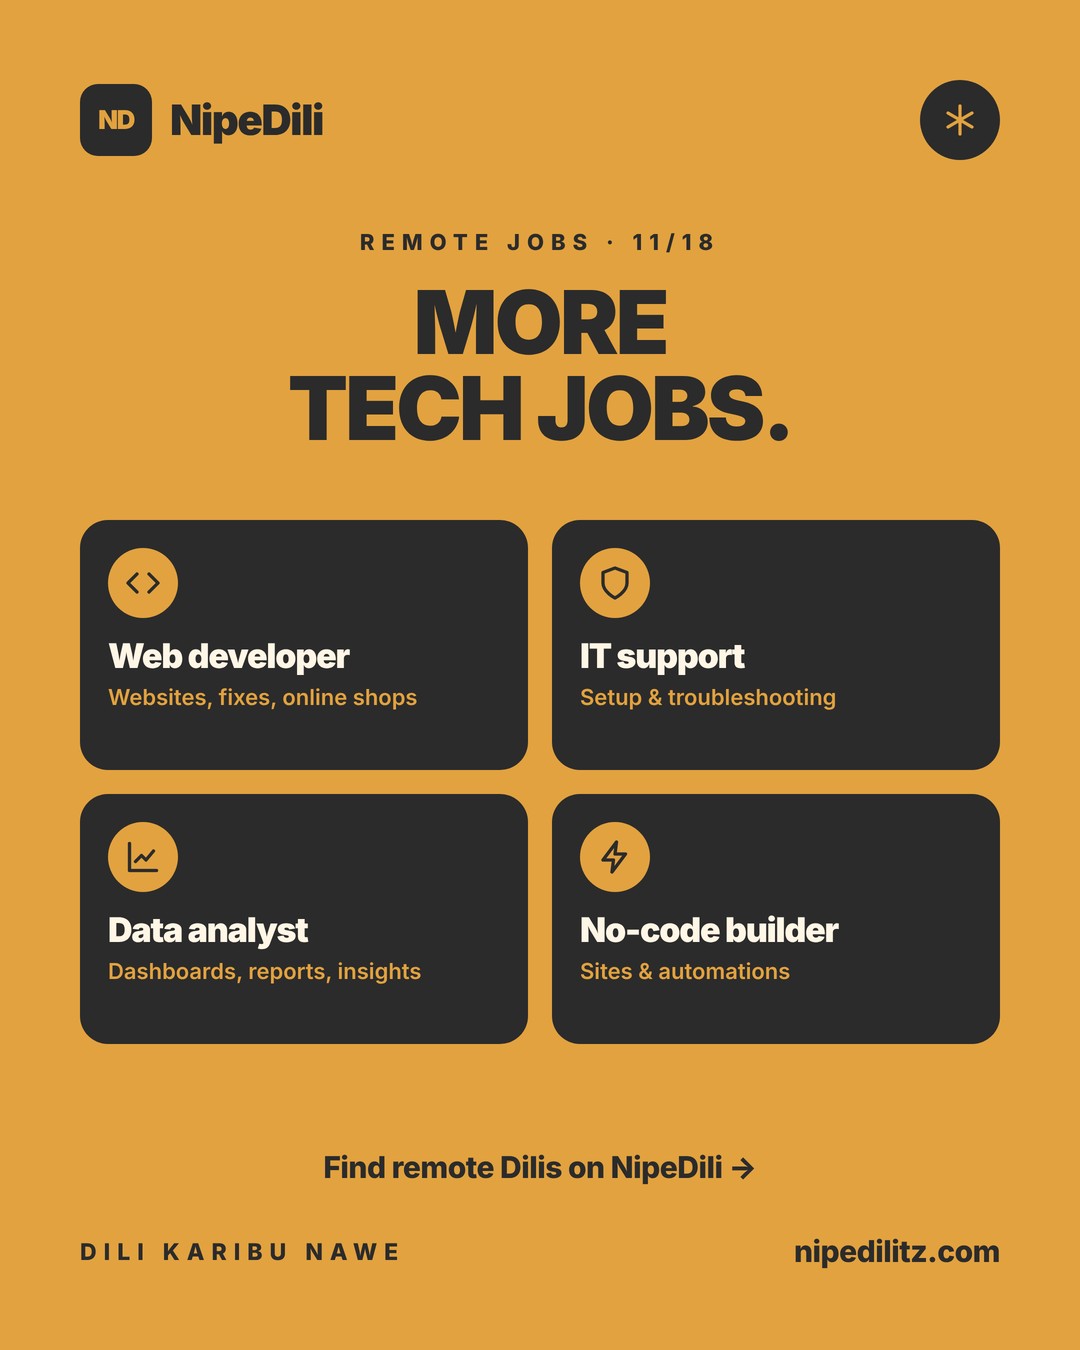 ND NipeDili
REMOTE JOBS · 11/18
MORE
TECH JOBS.
Web developer
Websites, fixes, online shops
IT support
Setup & troubleshooting
Data analyst
Dashboards, reports, insights
No-code builder
Sites & automations
Find remote Dilis on NipeDili →
DILI KARIBU NAWE
nipedilitz.com